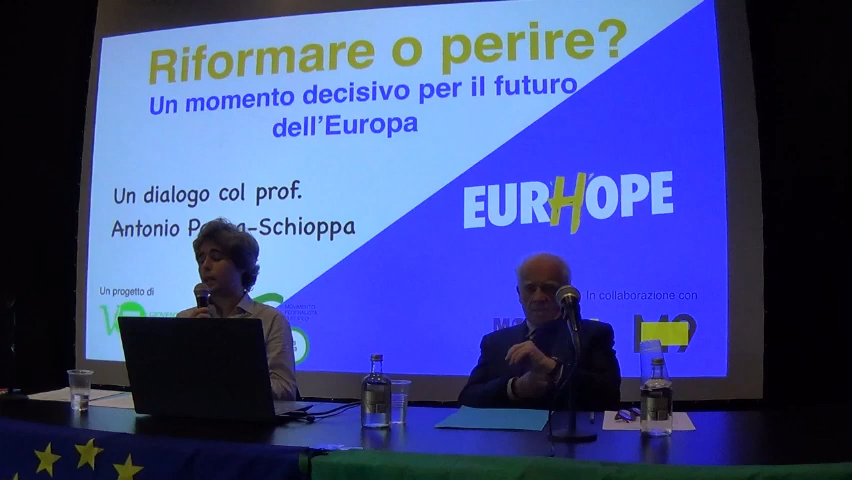 Riformare o perire?
Un momento decisivo per il futuro
dell'Europa
Un dialogo col prof.
Antonio P a-Schioppa
EURHOPE
Un progetto di
In collaborazione con
M9